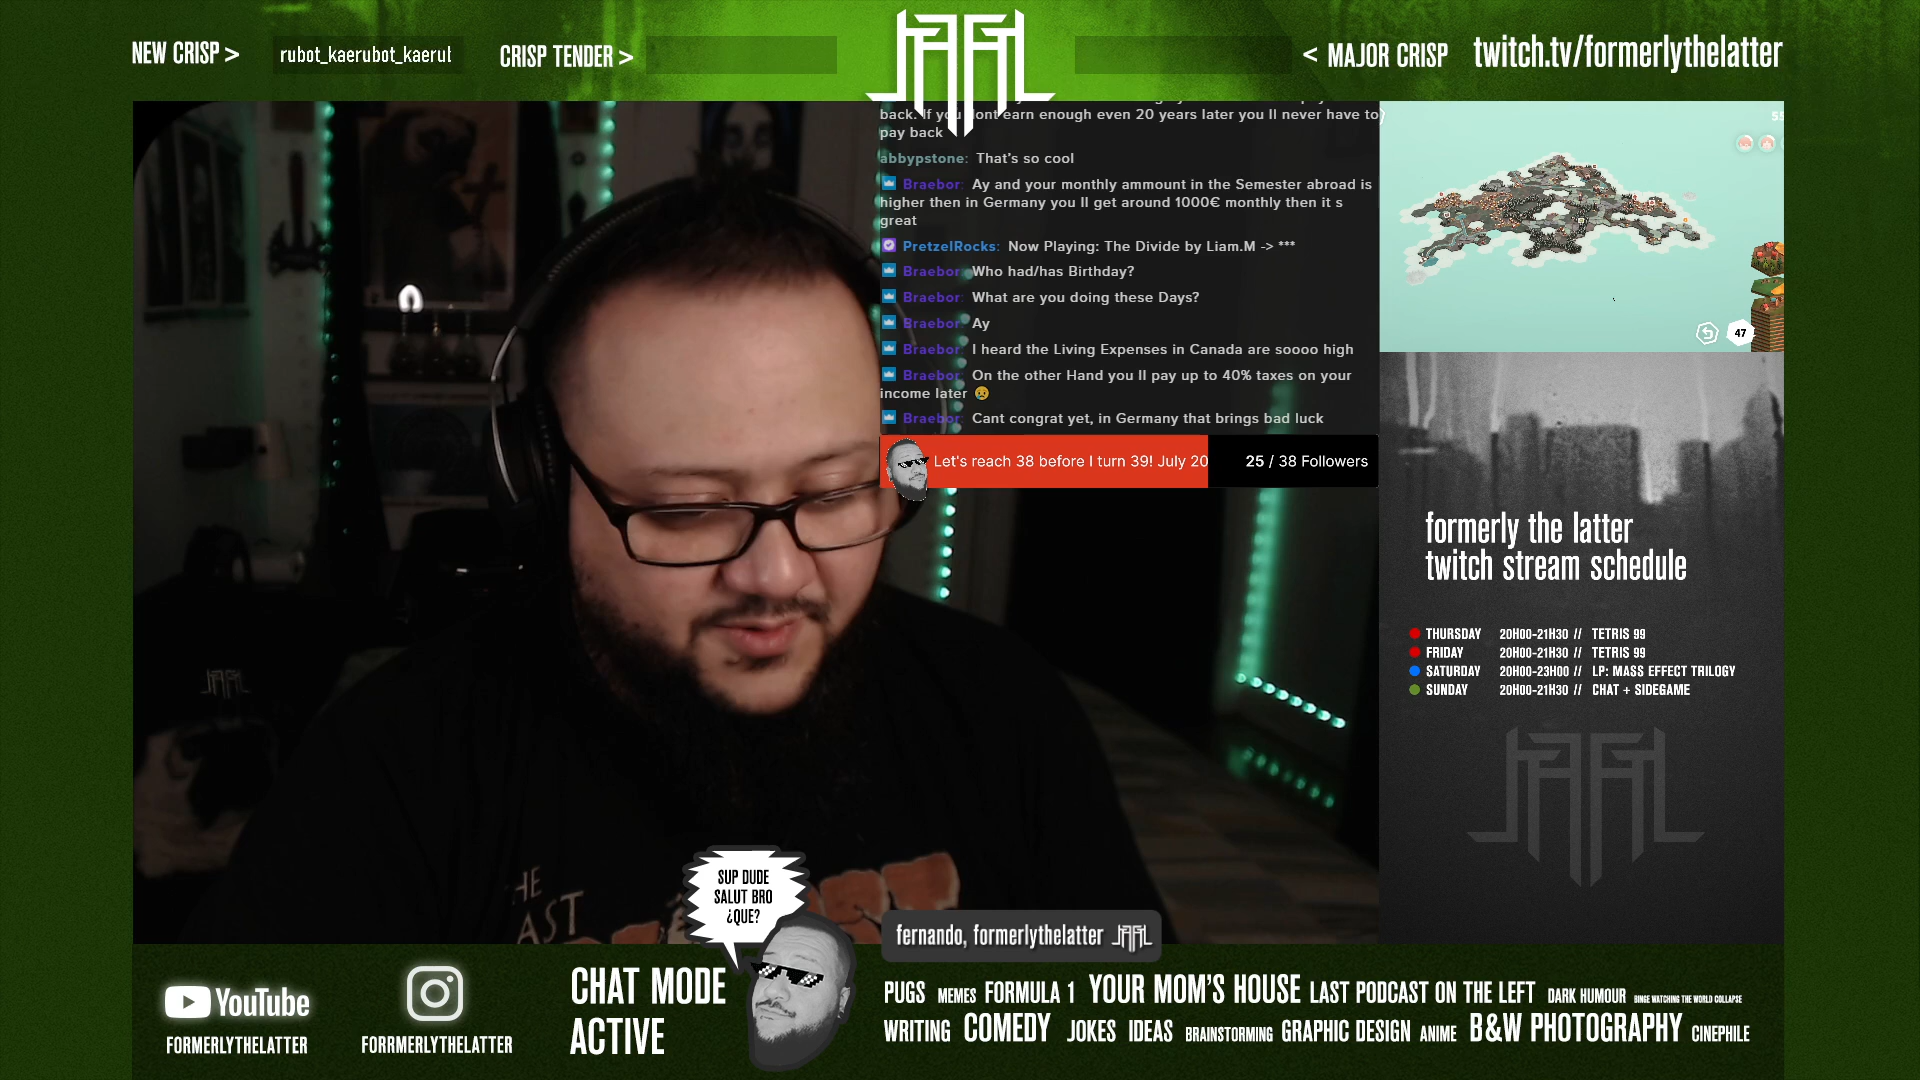 NEW CRISP >
rubot_kaerubot_kaerul
CRISP TENDER >
< MAJOR CRISP
twitch.tv/formerlythelatter
back. If you dont earn enough even 20 years later you ll never have to
pay back
abbypstone: That's so cool
Braebor: Ay and your monthly ammount in the Semester abroad is
higher then in Germany you ll get around 1000€ monthly then it s
great
PretzelRocks: Now Playing: The Divide by Liam.M -> ***
Braebor: Who had/has Birthday?
Braebor: What are you doing these Days?
Braebor: Ay
Braebor: I heard the Living Expenses in Canada are soooo high
Braebor: On the other Hand you ll pay up to 40% taxes on your
income later 😢
Braebor: Cant congrat yet, in Germany that brings bad luck
Let's reach 38 before I turn 39! July 20
25 / 38 Followers
47
formerly the latter
twitch stream schedule
THURSDAY 20H00-21H30 // TETRIS 99
FRIDAY 20H00-21H30 // TETRIS 99
SATURDAY 20H00-23H00 // LP: MASS EFFECT TRILOGY
SUNDAY 20H00-21H30 // CHAT + SIDEGAME
SUP DUDE
SALUT BRO
¿QUE?
fernando, formerlythelatter
YouTube
FORMERLYTHELATTER
FORRMERLYTHELATTER
CHAT MODE
ACTIVE
PUGS MEMES FORMULA 1 YOUR MOM'S HOUSE LAST PODCAST ON THE LEFT DARK HUMOUR BINGE WATCHING THE WORLD COLLAPSE
WRITING COMEDY JOKES IDEAS BRAINSTORMING GRAPHIC DESIGN ANIME B&W PHOTOGRAPHY CINEPHILE